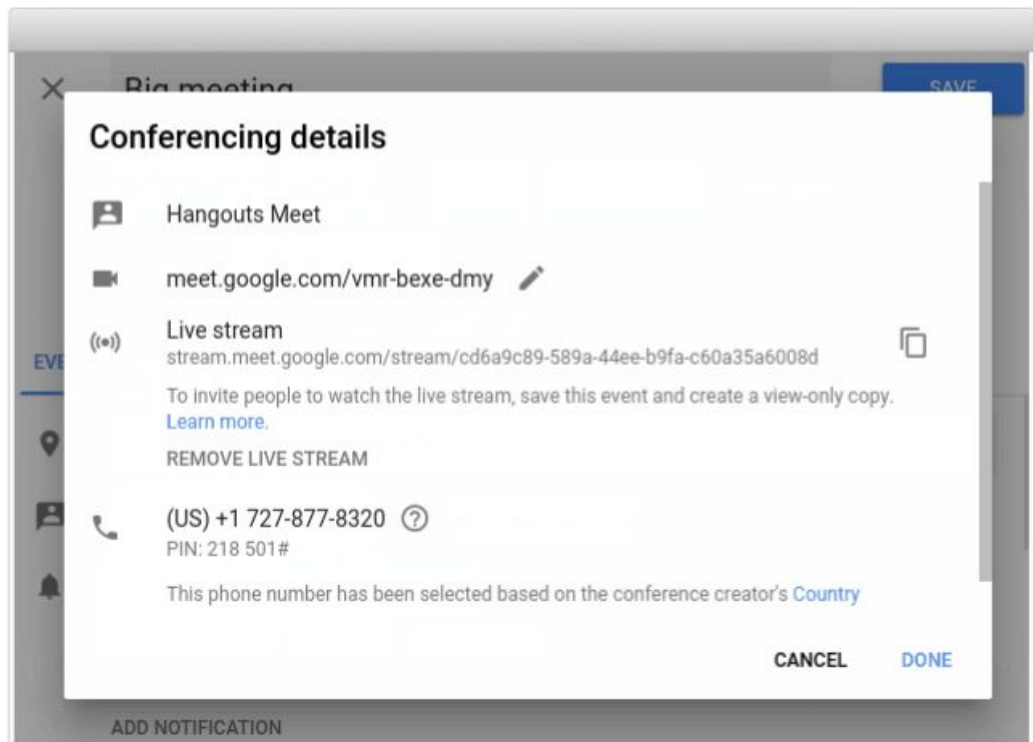 Big meeting
SAVE
Conferencing details
Hangouts Meet
meet.google.com/vmr-bexe-dmy
Live stream
stream.meet.google.com/stream/cd6a9c89-589a-44ee-b9fa-c60a35a6008d
To invite people to watch the live stream, save this event and create a view-only copy.
Learn more.
REMOVE LIVE STREAM
EVE
(US) +1 727-877-8320
PIN: 218 501#
This phone number has been selected based on the conference creator's Country
CANCEL DONE
ADD NOTIFICATION